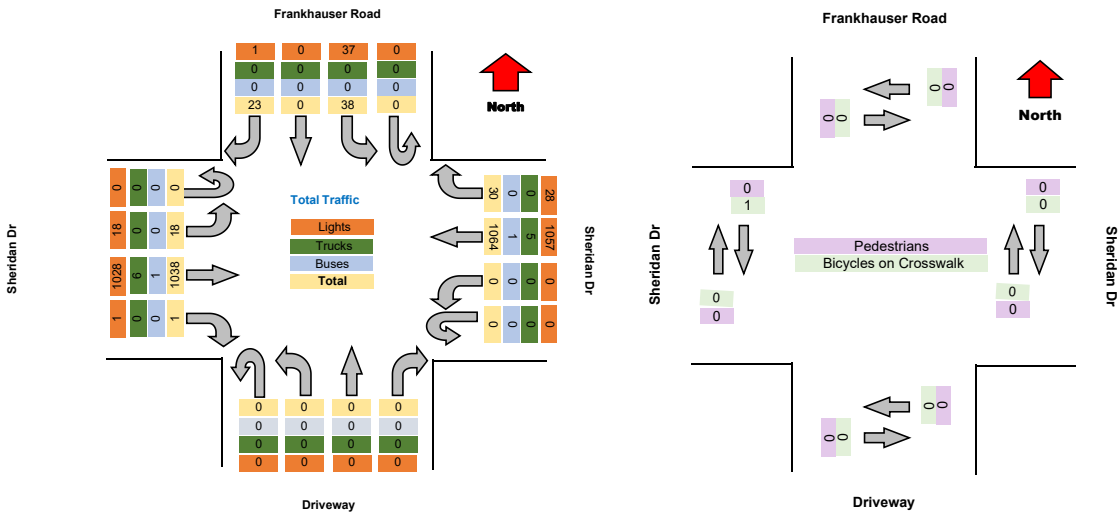 Frankhauser Road
1 0 37 0
0 0 0 0
0 0 0 0
23 0 38 0
North
Sheridan Dr
0 0 0 0
18 0 0 18
1028 6 1 1038
1 0 0 1
Total Traffic
Lights
Trucks
Buses
Total
30 0 0 28
1064 1 5 1057
0 0 0 0
0 0 0 0
Sheridan Dr
0 0 0 0
0 0 0 0
0 0 0 0
0 0 0 0
Driveway
Frankhauser Road
0 0
0 0
North
Sheridan Dr
0
1
0
0
Pedestrians
Bicycles on Crosswalk
0
0
0
0
Sheridan Dr
0 0
0 0
Driveway